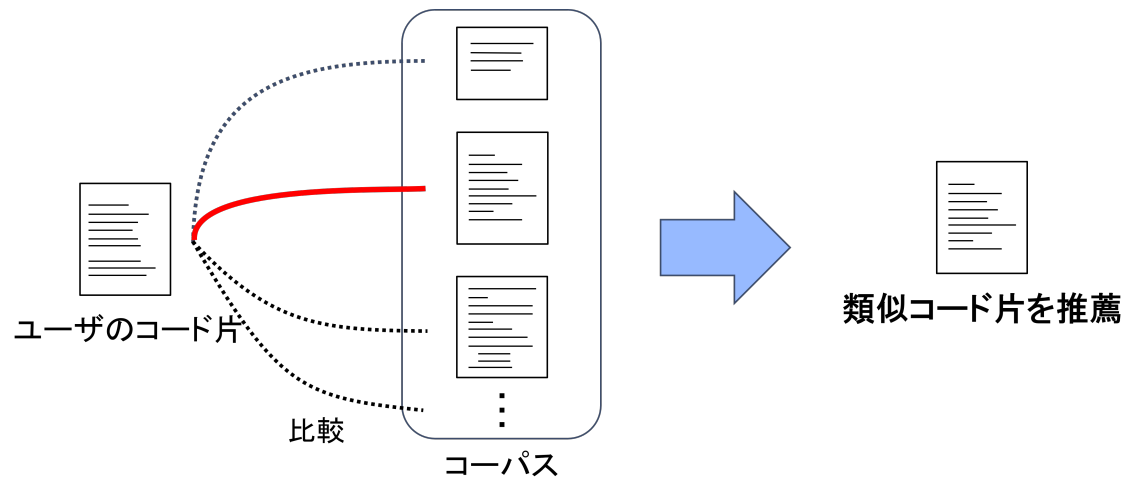 ユーザのコード片
比較
コーパス
類似コード片を推薦